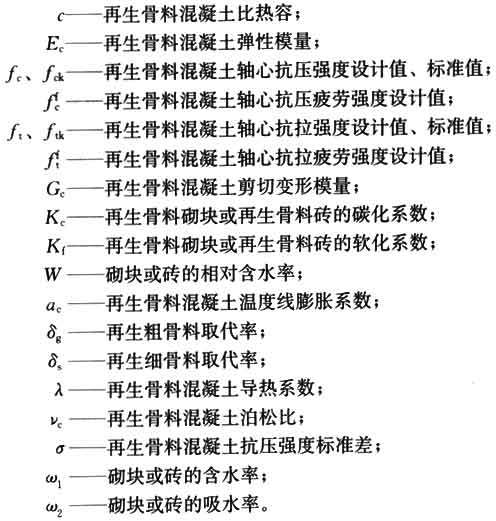 c——再生骨料混凝土比热容；
E_c——再生骨料混凝土弹性模量；
f_c、f_ck——再生骨料混凝土轴心抗压强度设计值、标准值；
f_c^f——再生骨料混凝土轴心抗压疲劳强度设计值；
f_t、f_tk——再生骨料混凝土轴心抗拉强度设计值、标准值；
f_t^f——再生骨料混凝土轴心抗拉疲劳强度设计值；
G_c——再生骨料混凝土剪切变形模量；
K_c——再生骨料砌块或再生骨料砖的碳化系数；
K_f——再生骨料砌块或再生骨料砖的软化系数；
W——砌块或砖的相对含水率；
a_c——再生骨料混凝土温度线膨胀系数；
δ_g——再生粗骨料取代率；
δ_s——再生细骨料取代率；
λ——再生骨料混凝土导热系数；
ν_c——再生骨料混凝土泊松比；
σ——再生骨料混凝土抗压强度标准差；
ω_1——砌块或砖的含水率；
ω_2——砌块或砖的吸水率。